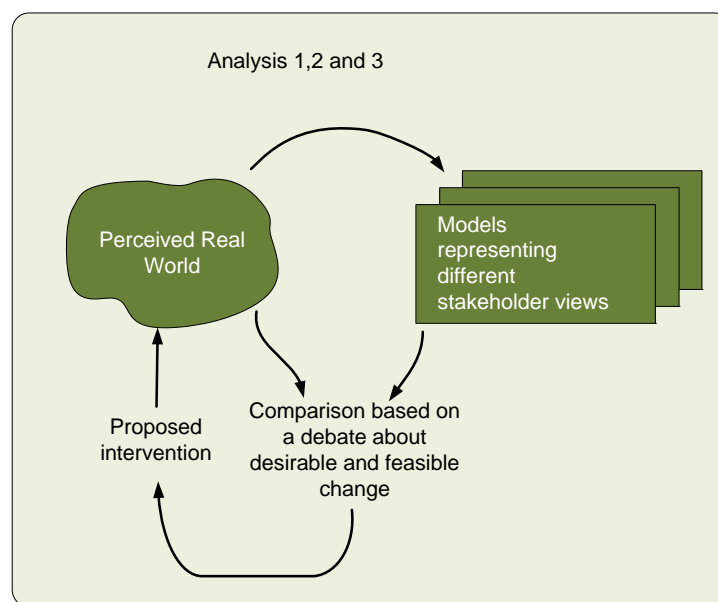 Analysis 1,2 and 3
Perceived Real
World
Models
representing
different
stakeholder views
Comparison based on
a debate about
desirable and feasible
change
Proposed
intervention